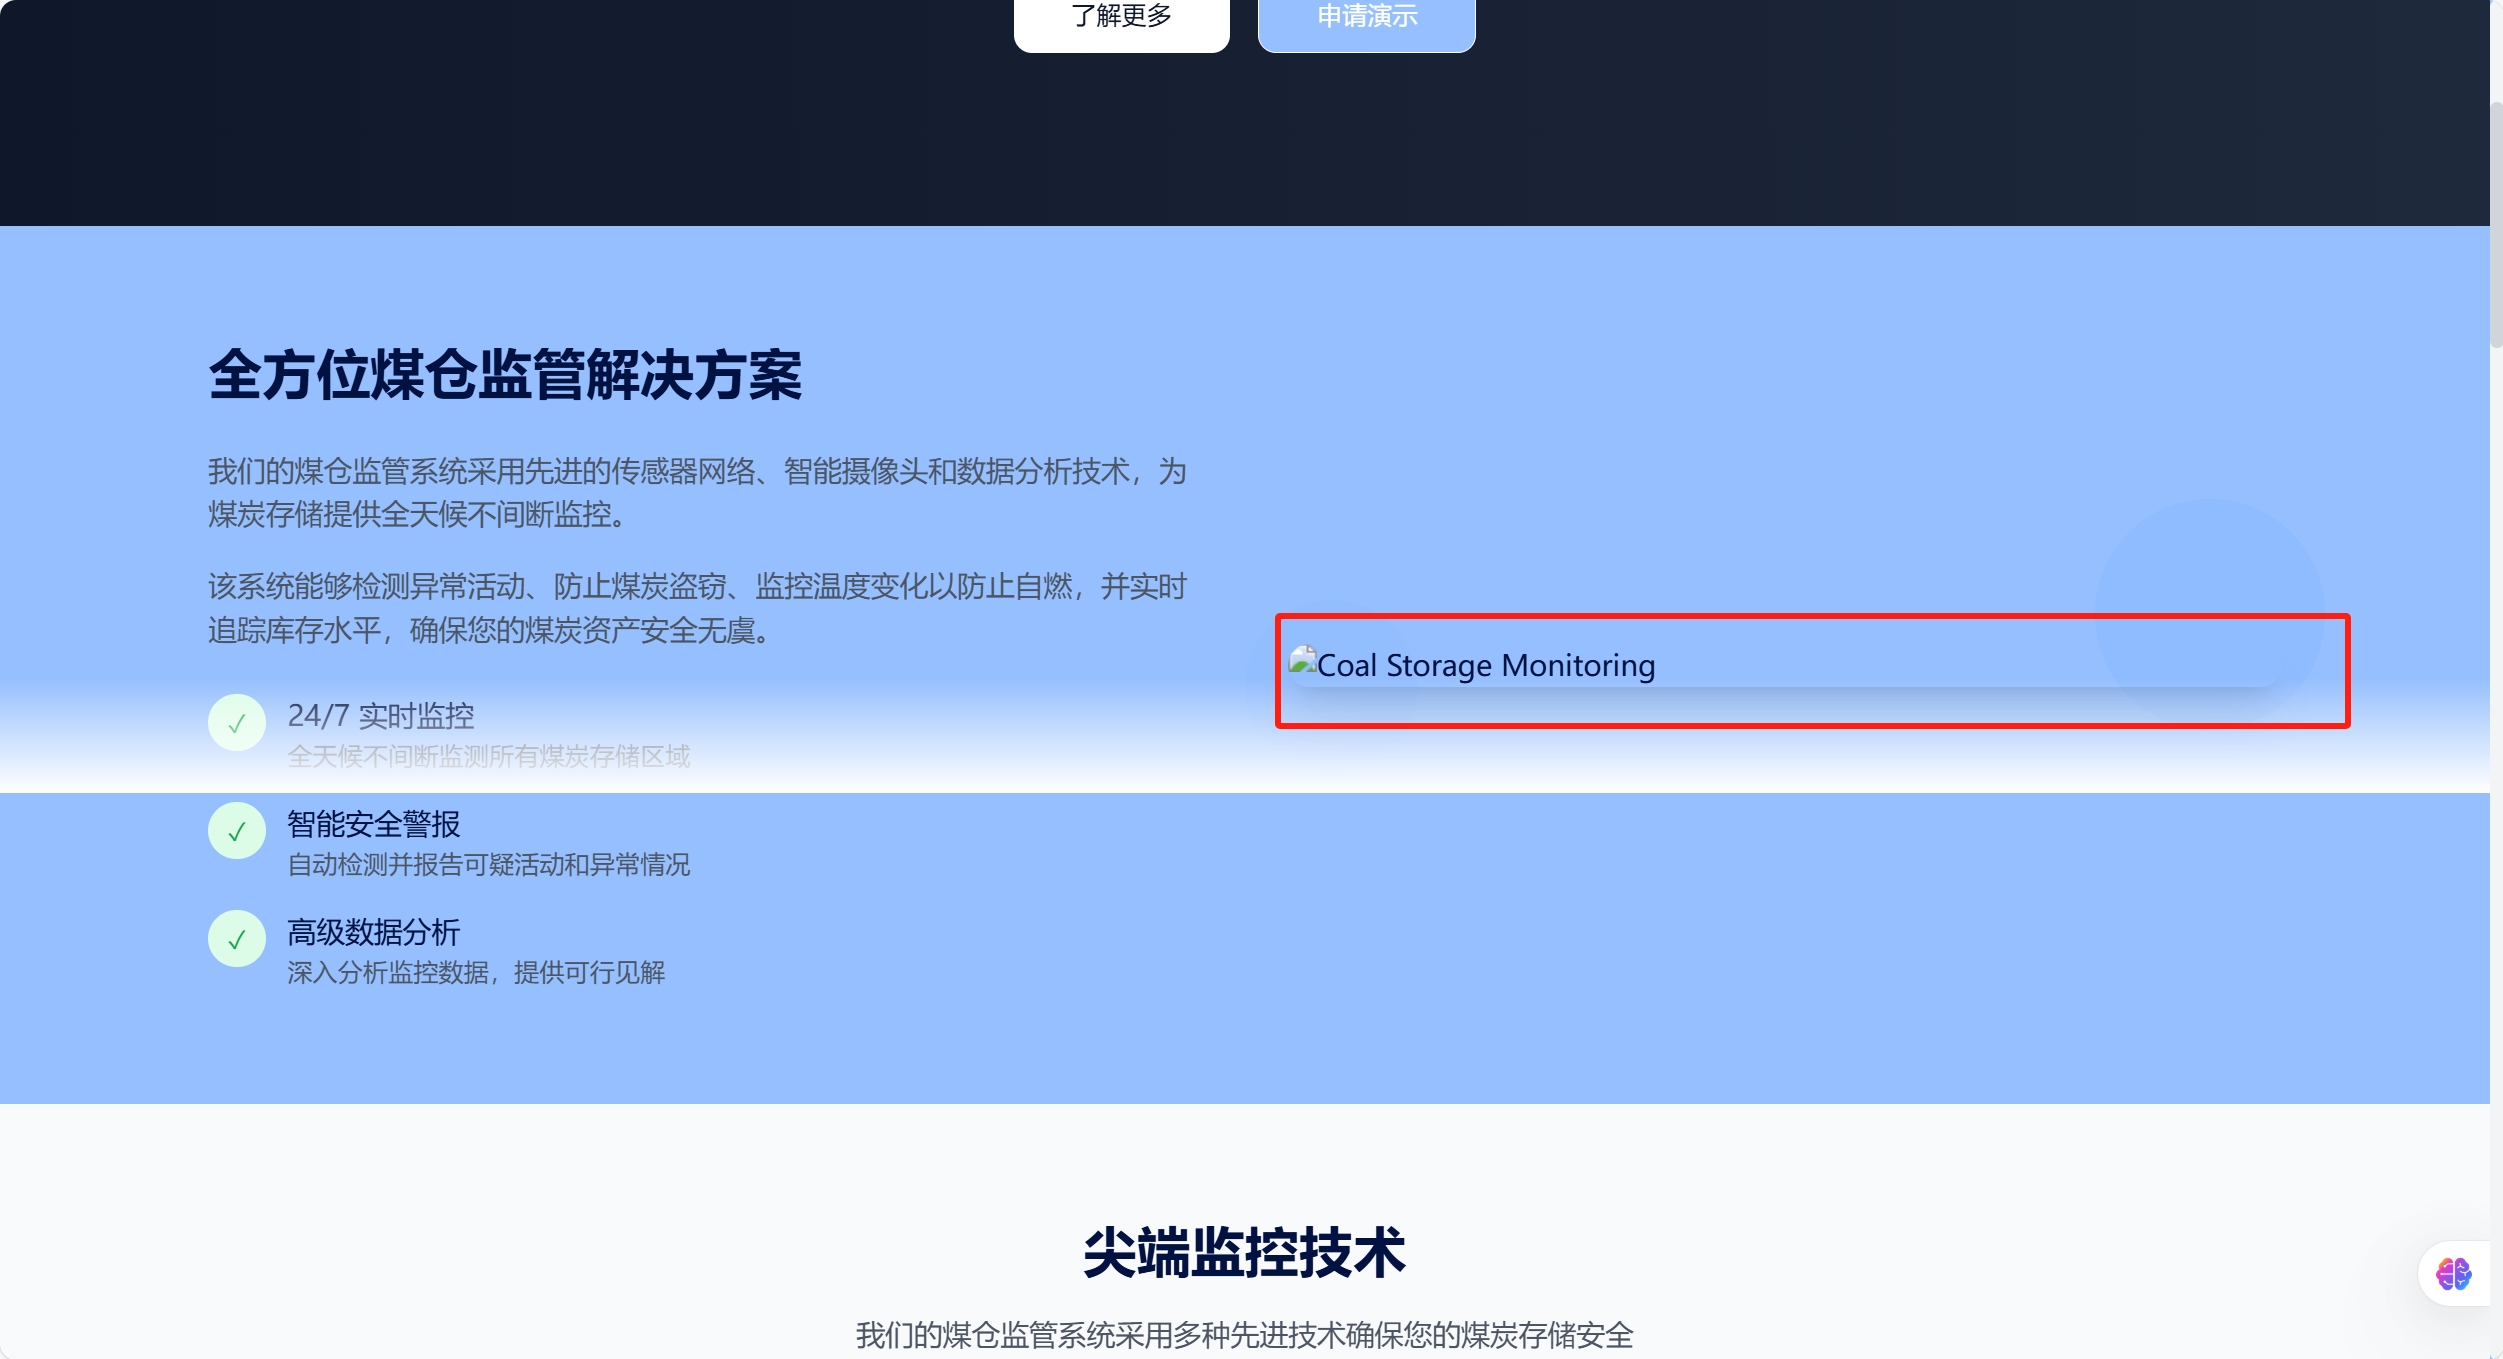 了解更多
申请演示
全方位煤仓监管解决方案
我们的煤仓监管系统采用先进的传感器网络、智能摄像头和数据分析技术，为
煤炭存储提供全天候不间断监控。
该系统能够检测异常活动、防止煤炭盗窃、监控温度变化以防止自燃，并实时
追踪库存水平，确保您的煤炭资产安全无虞。
✓
24/7 实时监控
全天候不间断监测所有煤炭存储区域
✓
智能安全警报
自动检测并报告可疑活动和异常情况
✓
高级数据分析
深入分析监控数据，提供可行见解
Coal Storage Monitoring
尖端监控技术
我们的煤仓监管系统采用多种先进技术确保您的煤炭存储安全